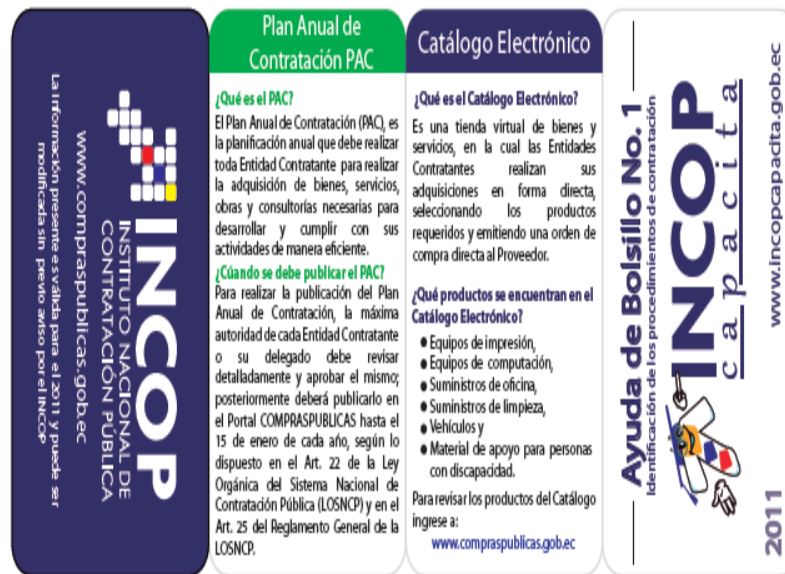 INCOP
INSTITUTO NACIONAL DE
CONTRATACIÓN PÚBLICA
www.compraspublicas.gob.ec
La Información presente es válida para el 2011 y puede ser
modificada sin previo aviso por el INCOP
Plan Anual de
Contratación PAC
¿Qué es el PAC?
El Plan Anual de Contratación (PAC), es
la planificación anual que debe realizar
toda Entidad Contratante para realizar
la adquisición de bienes, servicios,
obras y consultorías necesarias para
desarrollar y cumplir con sus
actividades de manera eficiente.
¿Cúando se debe publicar el PAC?
Para realizar la publicación del Plan
Anual de Contratación, la máxima
autoridad de cada Entidad Contratante
o su delegado debe revisar
detalladamente y aprobar el mismo;
posteriormente deberá publicarlo en
el Portal COMPRASPUBLICAS hasta el
15 de enero de cada año, según lo
dispuesto en el Art. 22 de la Ley
Orgánica del Sistema Nacional de
Contratación Pública (LOSNCP) y en el
Art. 25 del Reglamento General de la
LOSNCP.
Catálogo Electrónico
¿Qué es el Catálogo Electrónico?
Es una tienda virtual de bienes y
servicios, en la cual las Entidades
Contratantes realizan sus
adquisiciones en forma directa,
seleccionando los productos
requeridos y emitiendo una orden de
compra directa al Proveedor.
¿Qué productos se encuentran en el
Catálogo Electrónico?
● Equipos de impresión,
● Equipos de computación,
● Suministros de oficina,
● Suministros de limpieza,
● Vehículos y
● Material de apoyo para personas
con discapacidad.
Para revisar los productos del Catálogo
ingrese a:
www.compraspublicas.gob.ec
Ayuda de Bolsillo No. 1
Identificación de los procedimientos de contratación
INCOP
capacita
www.incopcapacita.gob.ec
2011